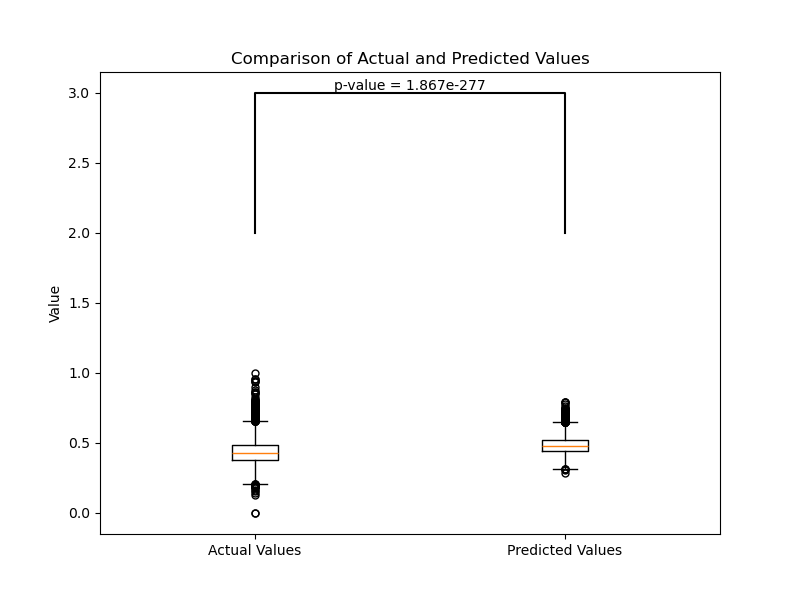 Comparison of Actual and Predicted Values
p-value = 1.867e-277
3.0
2.5
2.0
1.5
1.0
0.5
0.0
Value
Actual Values
Predicted Values